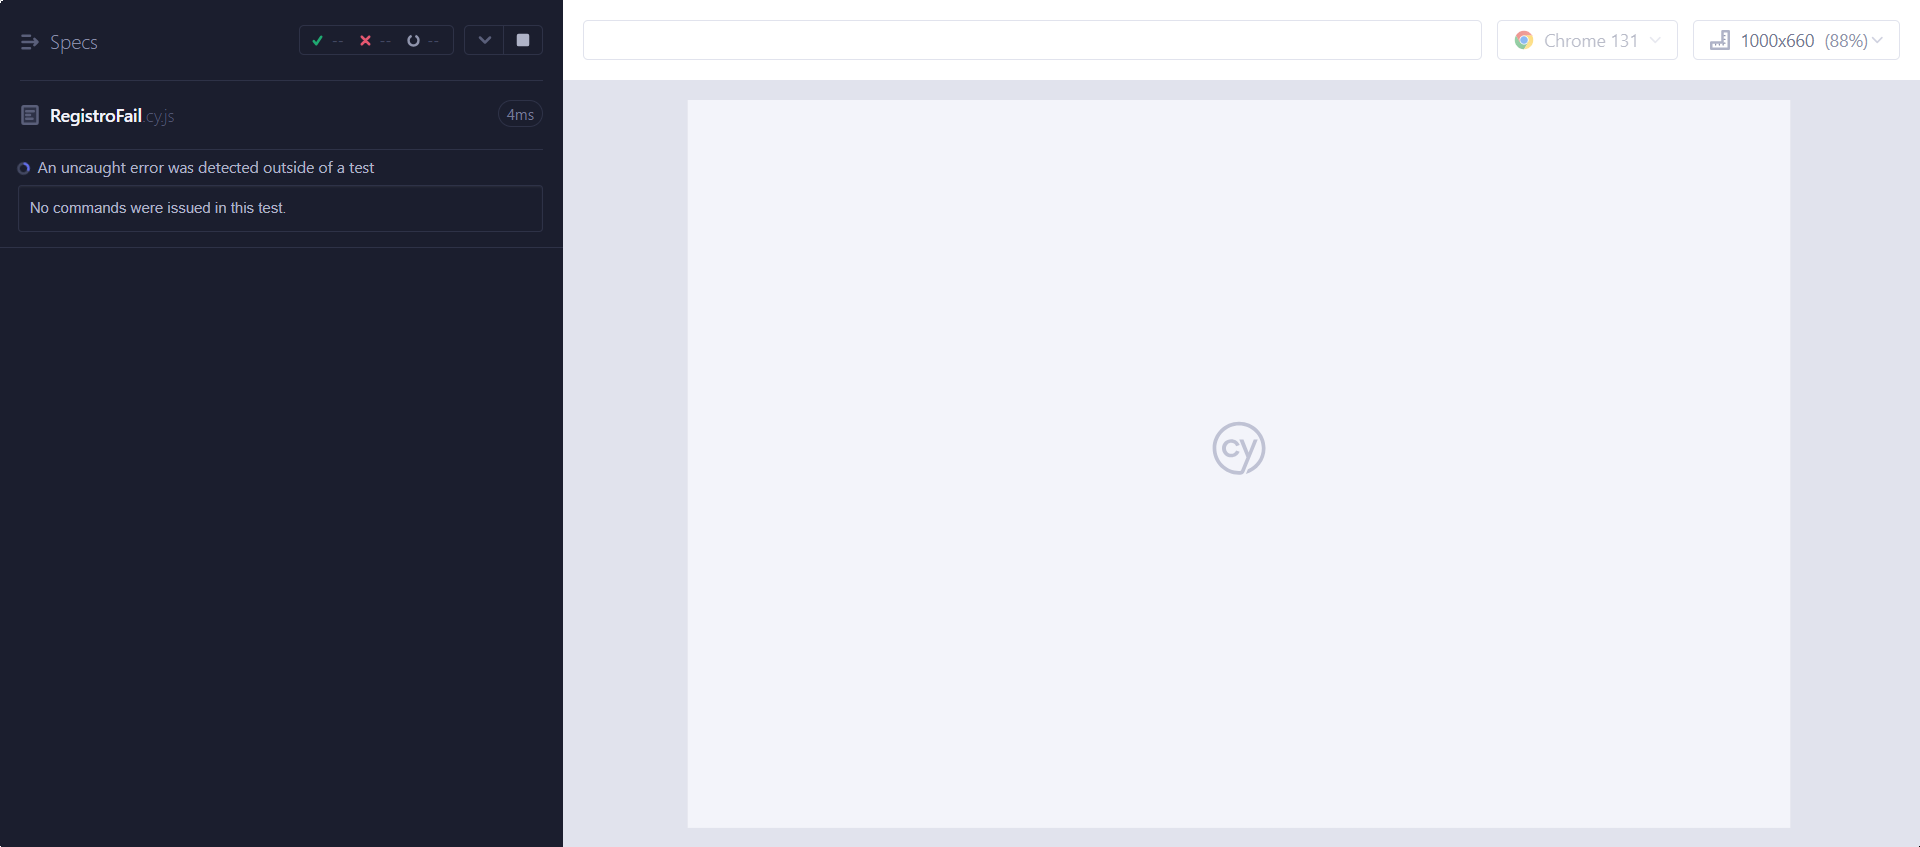 Specs
--
--
--
RegistroFail.cy.js
4ms
An uncaught error was detected outside of a test
No commands were issued in this test.
Chrome 131
1000x660 (88%)
cy